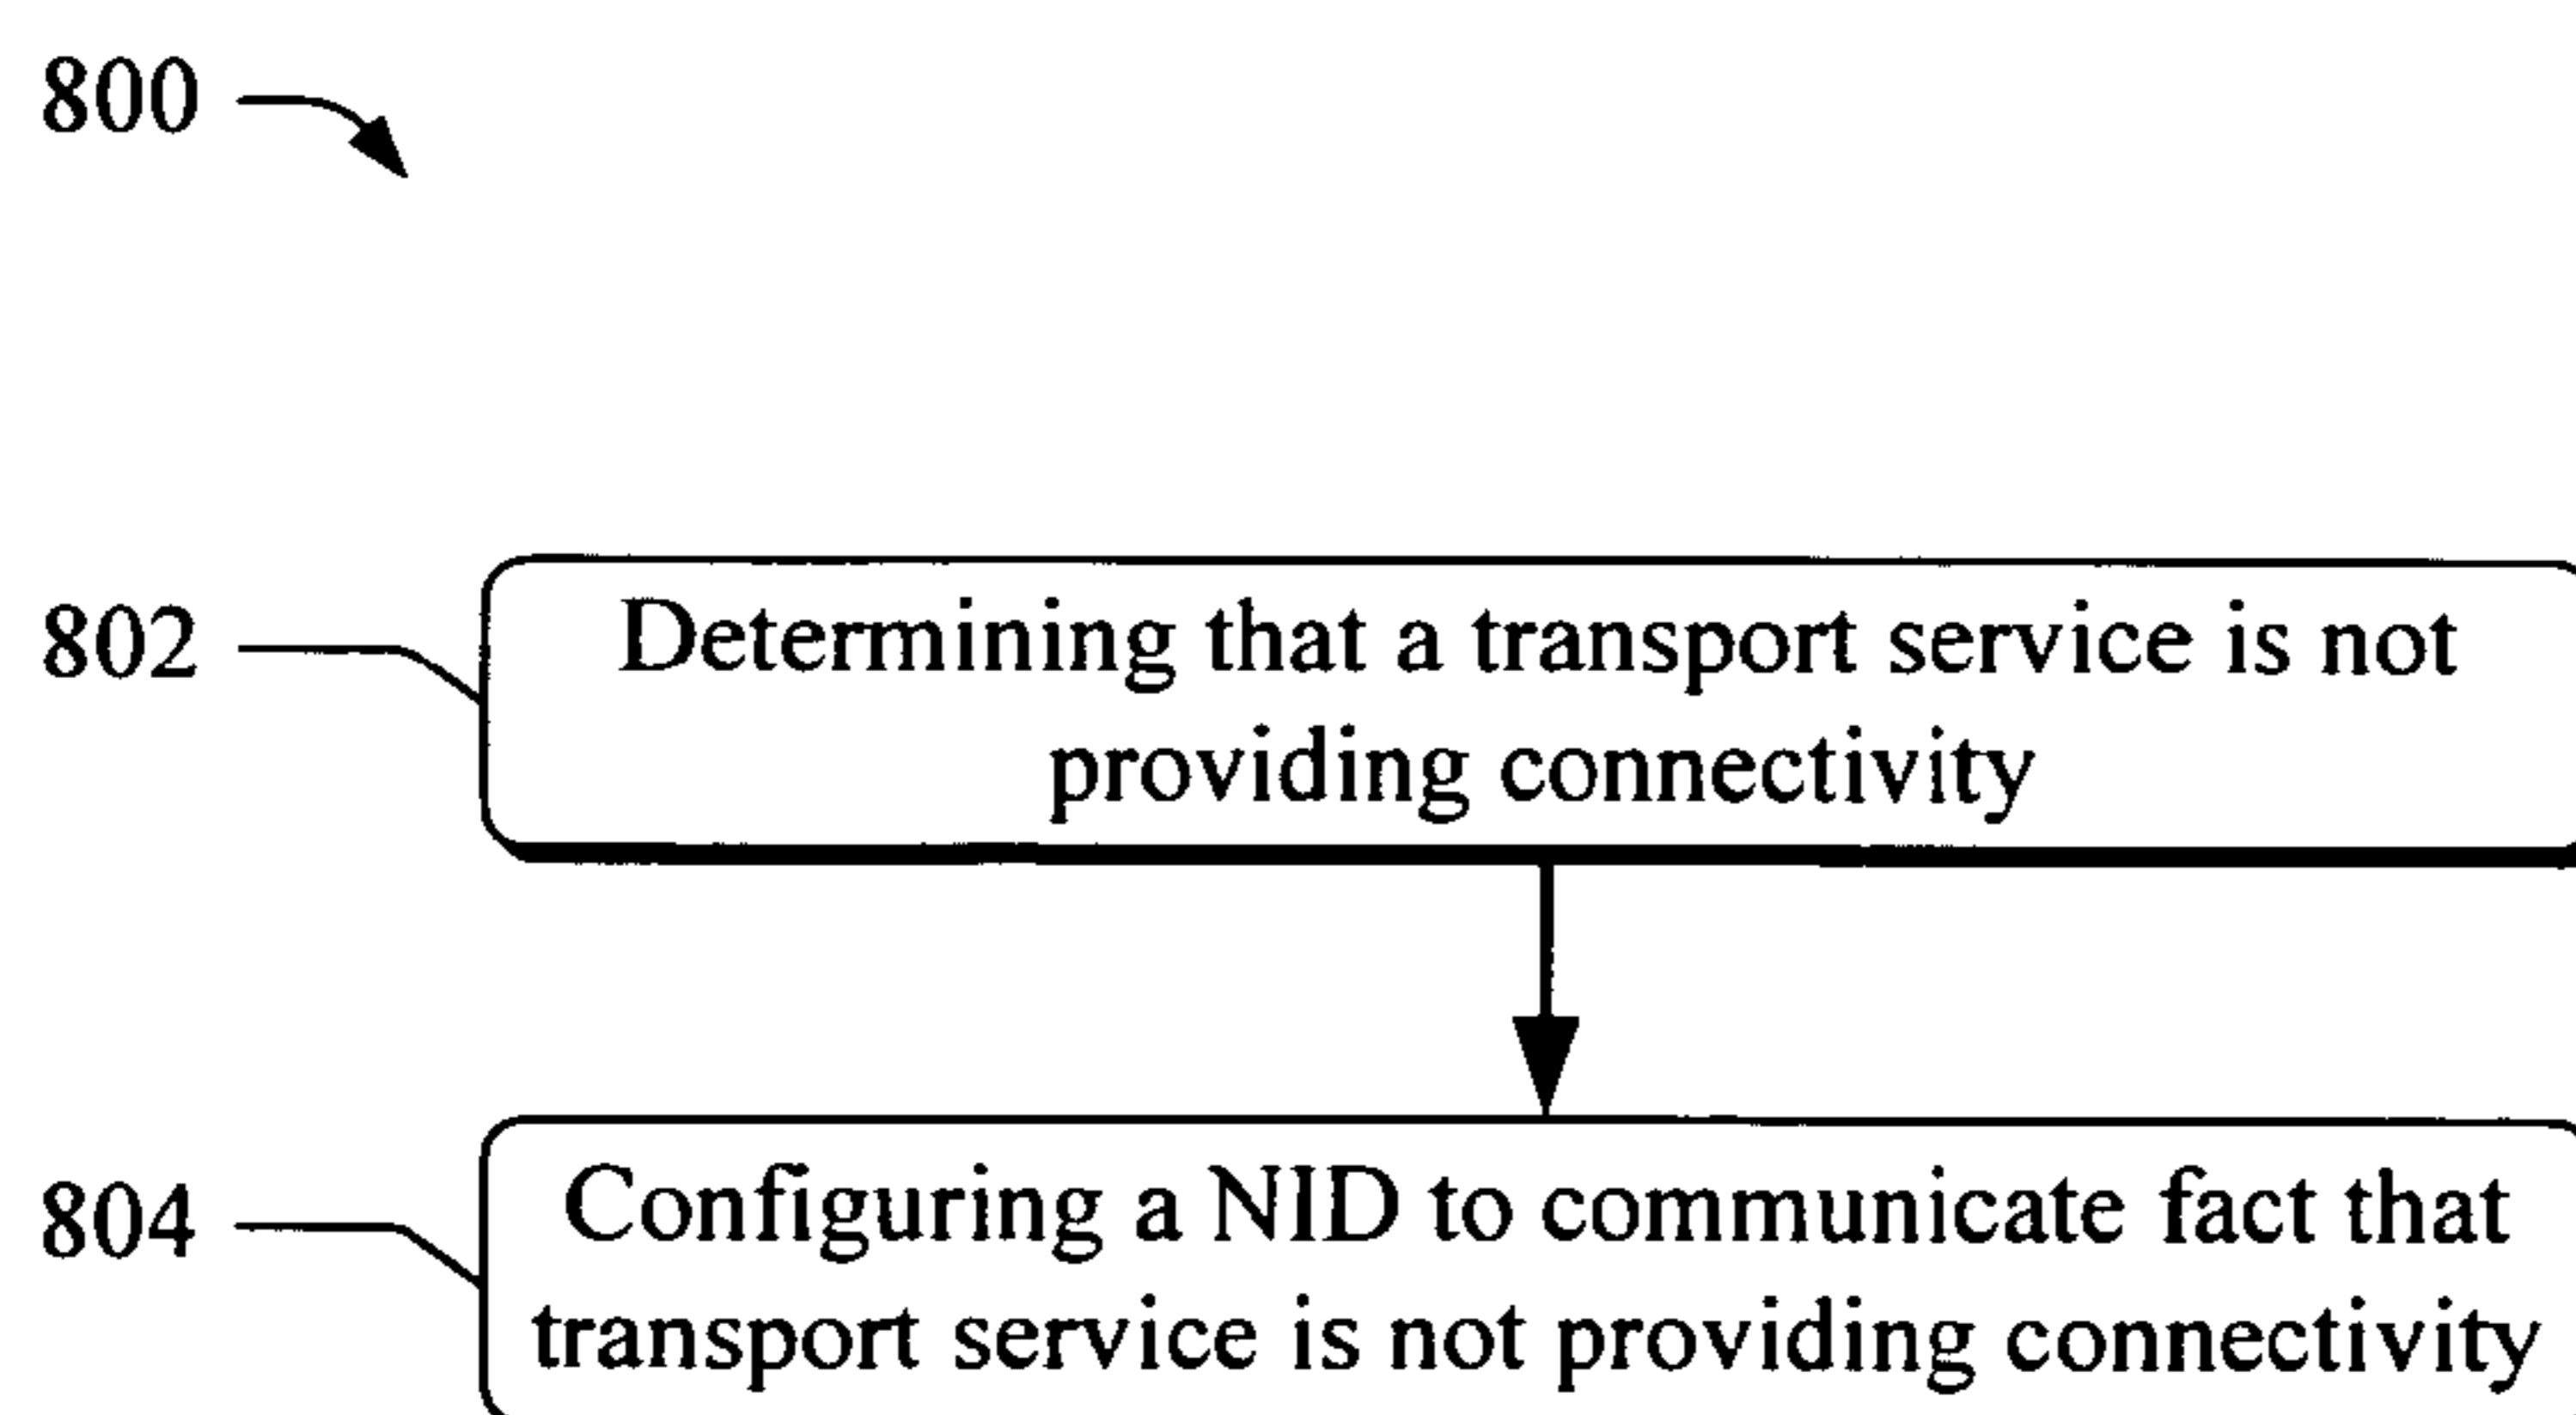 800
802
Determining that a transport service is not
providing connectivity
804
Configuring a NID to communicate fact that
transport service is not providing connectivity